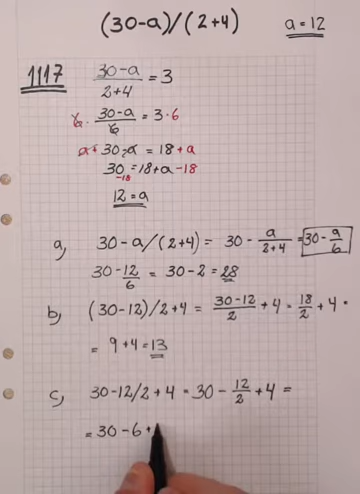 (30-a)/(2+4) a=12
1117 30-a/2+4 = 3
6 · 30-a/6 = 3 · 6
a + 30 - a = 18 + a
30 -18 = 18 + a - 18
12 = a
a) 30 - a/(2+4) = 30 - a/2+4 = 30 - a/6
30 - 12/6 = 30 - 2 = 28
b) (30-12)/2+4 = 30-12/2 + 4 = 18/2 + 4 =
= 9 + 4 = 13
c) 30-12/2+4 = 30 - 12/2 + 4 =
= 30 - 6 +